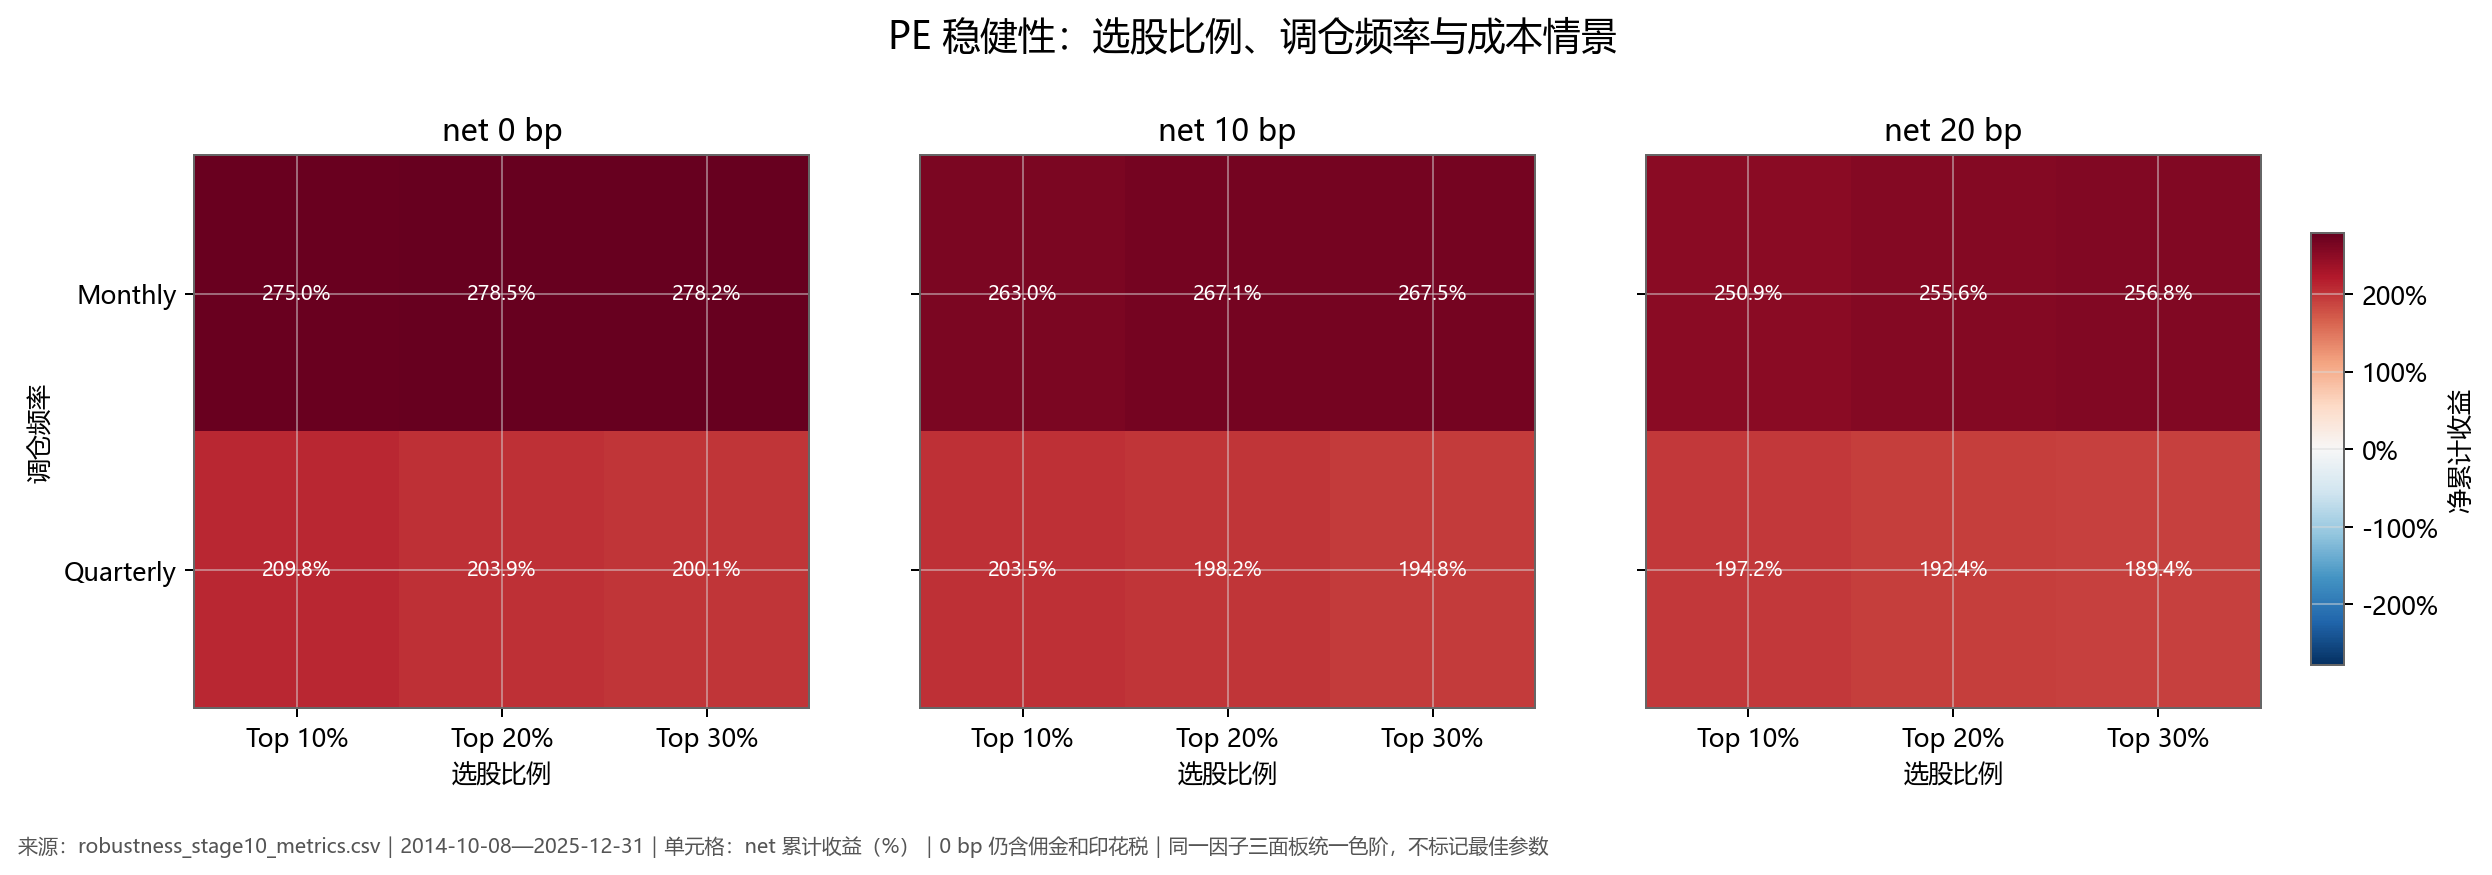 PE 稳健性：选股比例、调仓频率与成本情景
net 0 bp
net 10 bp
net 20 bp
调仓频率
Monthly
275.0%
278.5%
278.2%
263.0%
267.1%
267.5%
250.9%
255.6%
256.8%
Quarterly
209.8%
203.9%
200.1%
203.5%
198.2%
194.8%
197.2%
192.4%
189.4%
Top 10%
Top 20%
Top 30%
Top 10%
Top 20%
Top 30%
Top 10%
Top 20%
Top 30%
选股比例
选股比例
选股比例
200%
100%
0%
-100%
-200%
净累计收益
来源：robustness_stage10_metrics.csv | 2014-10-08—2025-12-31 | 单元格：net 累计收益（%） | 0 bp 仍含佣金和印花税 | 同一因子三面板统一色阶，不标记最佳参数